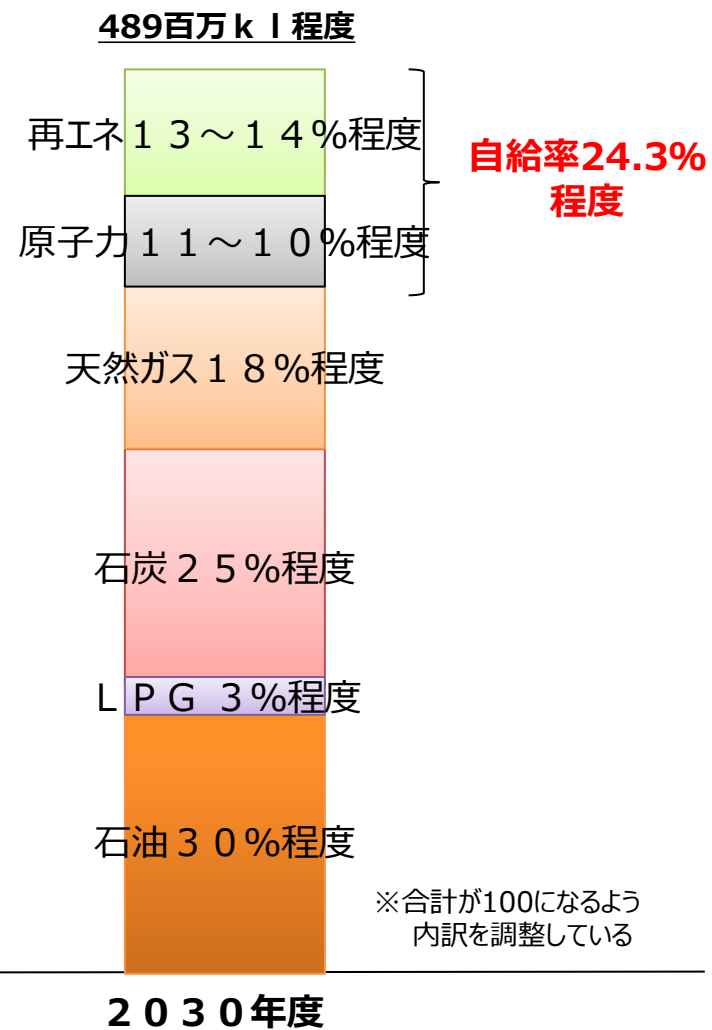 489百万ｋｌ程度
再エネ１３～１４%程度
自給率24.3%
程度
原子力１１～１０%程度
天然ガス１８%程度
石炭２５%程度
ＬＰＧ ３%程度
石油３０%程度
※合計が100になるよう
内訳を調整している
２０３０年度